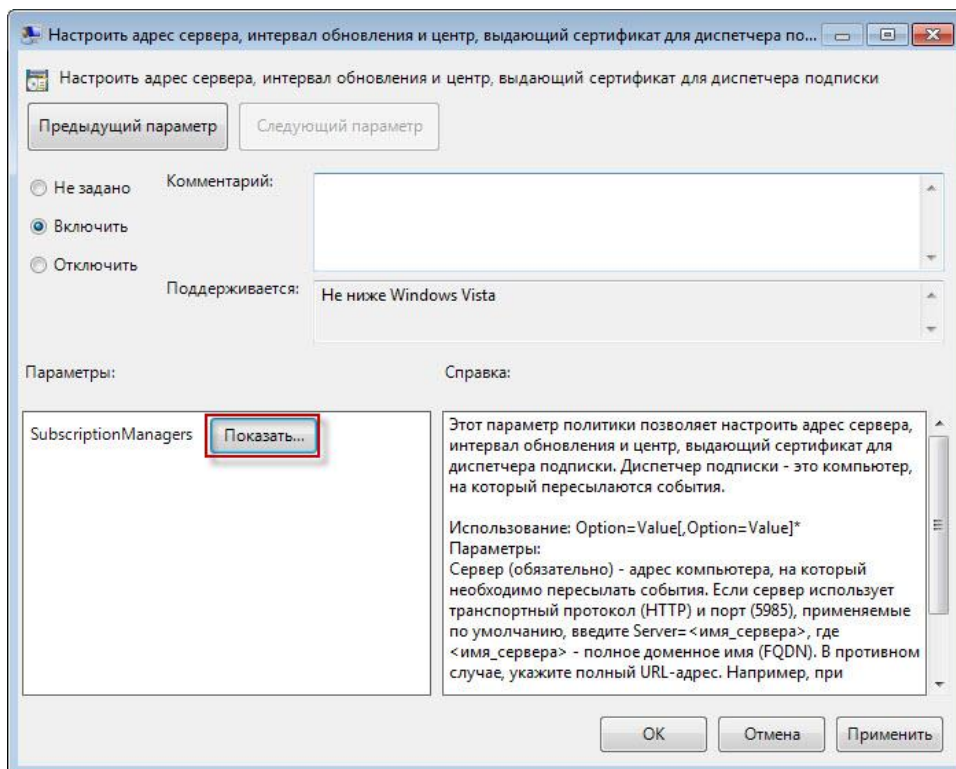 Настроить адрес сервера, интервал обновления и центр, выдающий сертификат для диспетчера по...
Настроить адрес сервера, интервал обновления и центр, выдающий сертификат для диспетчера подписки
Предыдущий параметр
Следующий параметр
Не задано
Комментарий:
Включить
Отключить
Поддерживается:
Не ниже Windows Vista
Параметры:
Справка:
SubscriptionManagers
Показать...
Этот параметр политики позволяет настроить адрес сервера,
интервал обновления и центр, выдающий сертификат для
диспетчера подписки. Диспетчер подписки - это компьютер,
на который пересылаются события.
Использование: Option=Value[,Option=Value]*
Параметры:
Сервер (обязательно) - адрес компьютера, на который
необходимо пересылать события. Если сервер использует
транспортный протокол (HTTP) и порт (5985), применяемые
по умолчанию, введите Server=<имя_сервера>, где
<имя_сервера> - полное доменное имя (FQDN). В противном
случае, укажите полный URL-адрес. Например, при
OK
Отмена
Применить